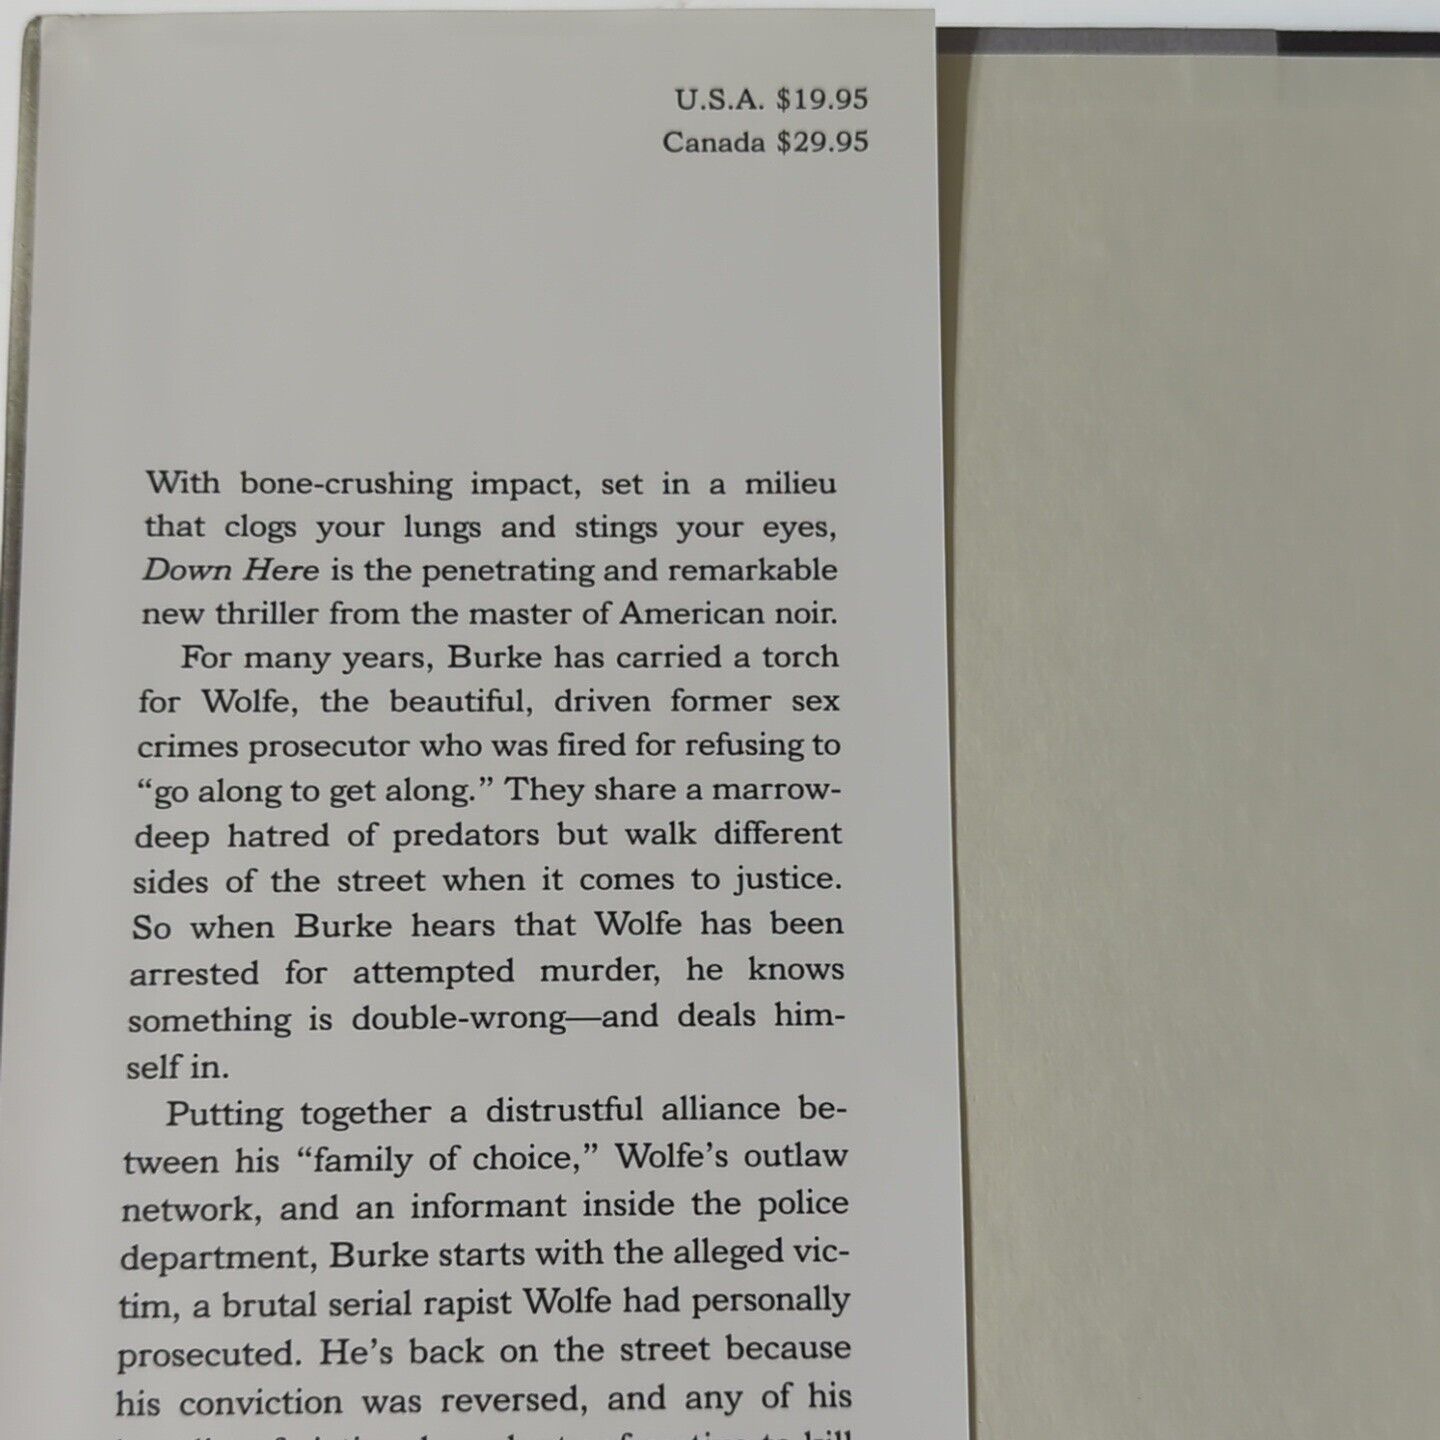 U.S.A. $19.95
Canada $29.95
With bone-crushing impact, set in a milieu
that clogs your lungs and stings your eyes,
Down Here is the penetrating and remarkable
new thriller from the master of American noir.
For many years, Burke has carried a torch
for Wolfe, the beautiful, driven former sex
crimes prosecutor who was fired for refusing to
“go along to get along.” They share a marrow-
deep hatred of predators but walk different
sides of the street when it comes to justice.
So when Burke hears that Wolfe has been
arrested for attempted murder, he knows
something is double-wrong—and deals him-
self in.
Putting together a distrustful alliance be-
tween his “family of choice,” Wolfe’s outlaw
network, and an informant inside the police
department, Burke starts with the alleged vic-
tim, a brutal serial rapist Wolfe had personally
prosecuted. He’s back on the street because
his conviction was reversed, and any of his